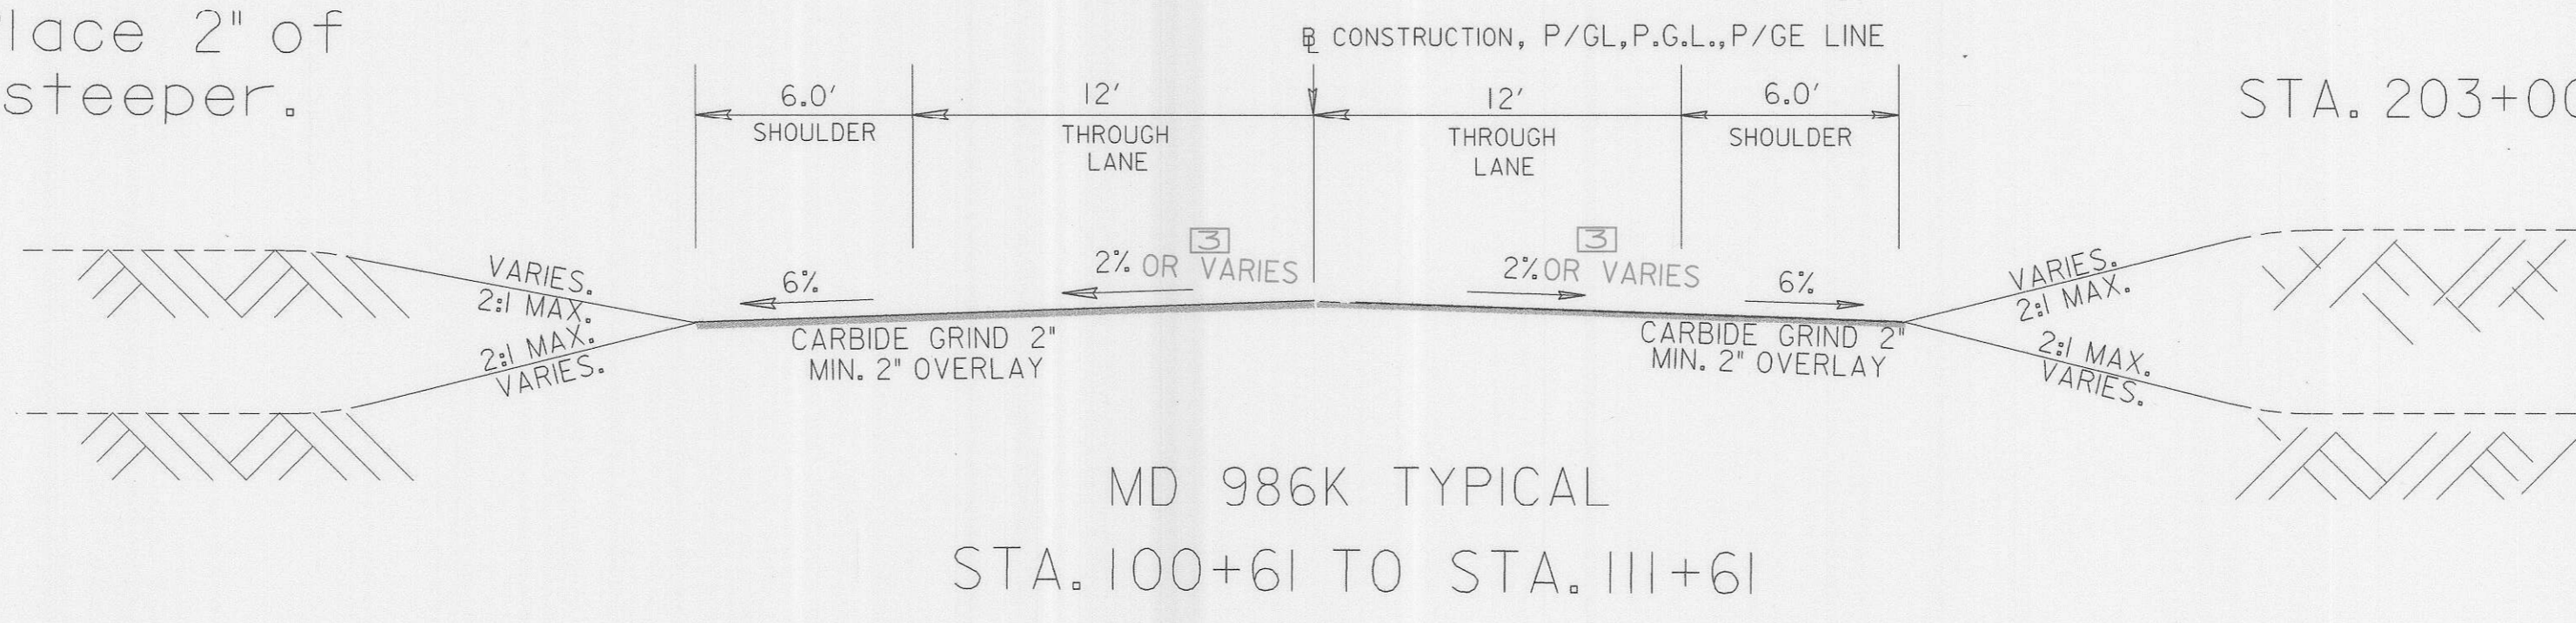 lace 2" of
steeper.
℄ CONSTRUCTION, P/GL,P.G.L.,P/GE LINE
6.0'
SHOULDER
12'
THROUGH
LANE
12'
THROUGH
LANE
6.0'
SHOULDER
STA. 203+00
VARIES.
2:1 MAX.
2:1 MAX.
VARIES.
6%
3
2% OR VARIES
3
2% OR VARIES
6%
VARIES.
2:1 MAX.
2:1 MAX.
VARIES.
CARBIDE GRIND 2"
MIN. 2" OVERLAY
CARBIDE GRIND 2"
MIN. 2" OVERLAY
MD 986K TYPICAL
STA. 100+61 TO STA. 111+61